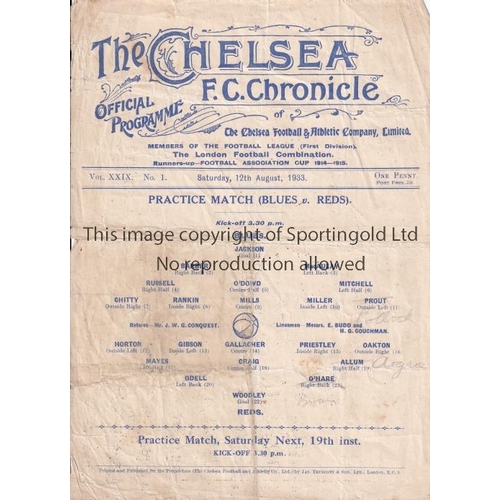 The CHELSEA
F.C. Chronicle
OFFICIAL PROGRAMME
of
The Chelsea Football & Athletic Company, Limited.
MEMBERS OF THE FOOTBALL LEAGUE (First Division).
The London Football Combination.
Runners-up—FOOTBALL ASSOCIATION CUP 1914-1915.
VOL. XXIX. No. 1. Saturday, 12th August, 1933. ONE PENNY
PRACTICE MATCH (BLUES v. REDS).
Kick-off 3.30 p.m.
This image copyright of Sportingold Ltd
BLUES.
JACKSON
Goal (1)
No reproduction allowed
Right Back (2) Left Back (3)
RUSSELL O'DOWD MITCHELL
Right Half (4) Centre Half (5) Left Half (6)
CHITTY RANKIN MILLS MILLER PROUT
Outside Right (7) Inside Right (8) Centre (9) Inside Left (10) Outside Left (11)
Referee—Mr. J. W. G. CONQUEST. Linesmen—Messrs. E. BUDD and
H. G. COUCHMAN.
HORTON GIBSON GALLACHER PRIESTLEY OAKTON
Outside Left (12) Inside Left (13) Centre (14) Inside Right (15) Outside Right (16)
MAYES CRAIG ALLUM
Left Half (17) Centre Half (18) Right Half (19)
ODELL O'HARE
Left Back (20) Right Back (21)
WOODLEY
Goal (22)
REDS.
Practice Match, Saturday Next, 19th inst.
KICK-OFF 3.30 p.m.